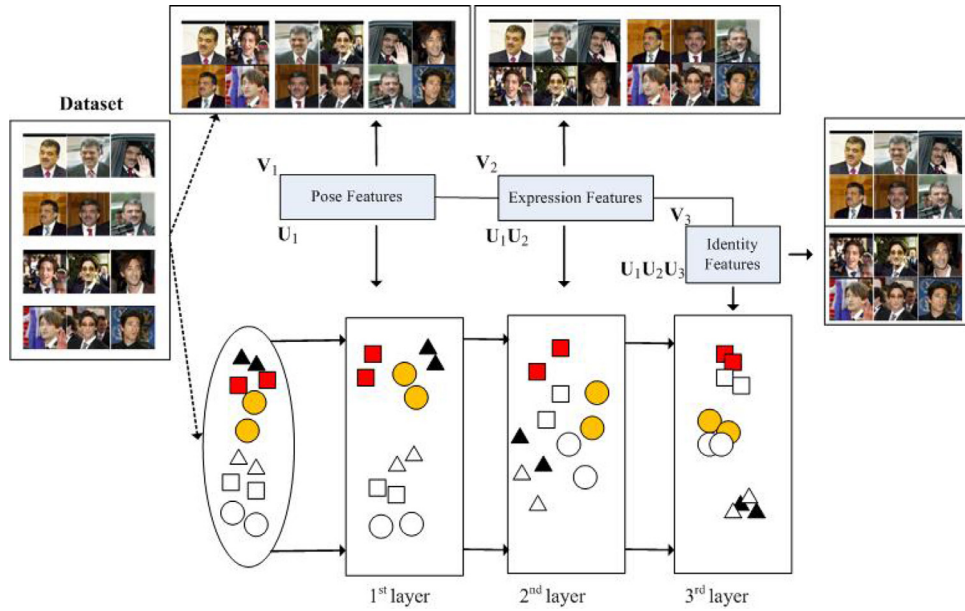 Dataset
V1
Pose Features
U1
V2
Expression Features
U1U2
V3
Identity
Features
U1U2U3
1st layer
2nd layer
3rd layer